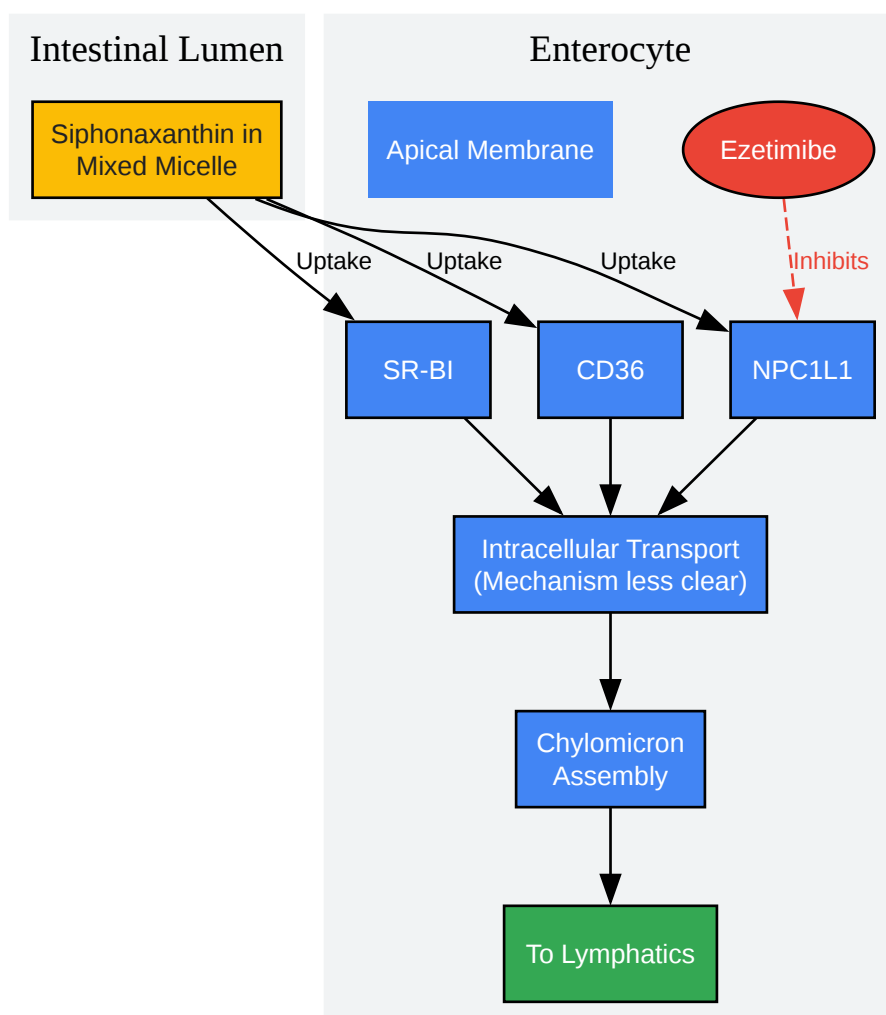 Intestinal Lumen
Enterocyte
Siphonaxanthin in
Mixed Micelle
Apical Membrane
Ezetimibe
Uptake
Uptake
Uptake
Inhibits
SR-BI
CD36
NPC1L1
Intracellular Transport
(Mechanism less clear)
Chylomicron
Assembly
To Lymphatics